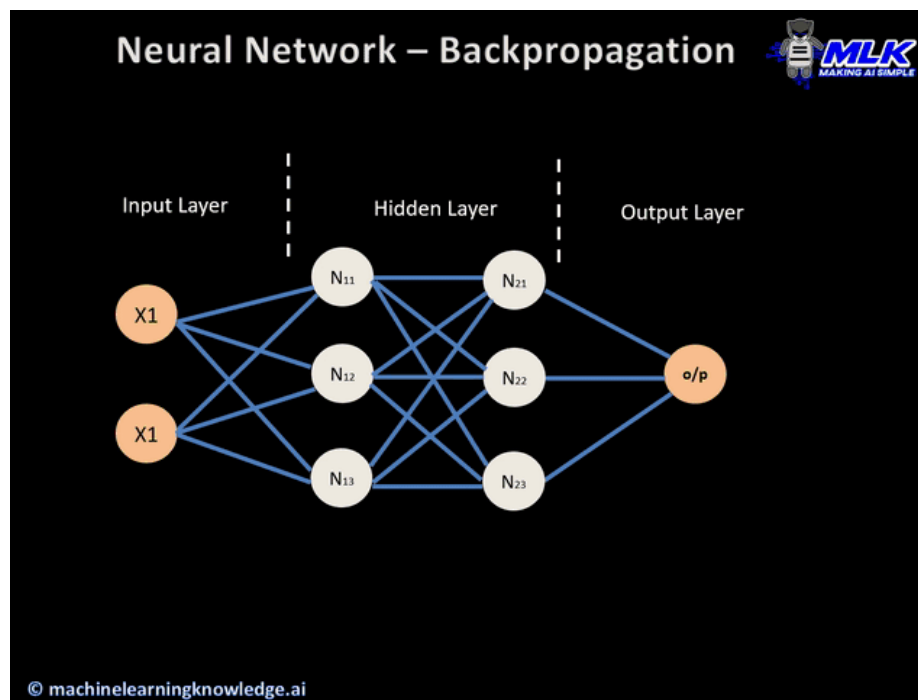 Neural Network – Backpropagation
MLK
MAKING AI SIMPLE
Input Layer
Hidden Layer
Output Layer
X1
X1
N₁₁
N₁₂
N₁₃
N₂₁
N₂₂
N₂₃
o/p
© machinelearningknowledge.ai